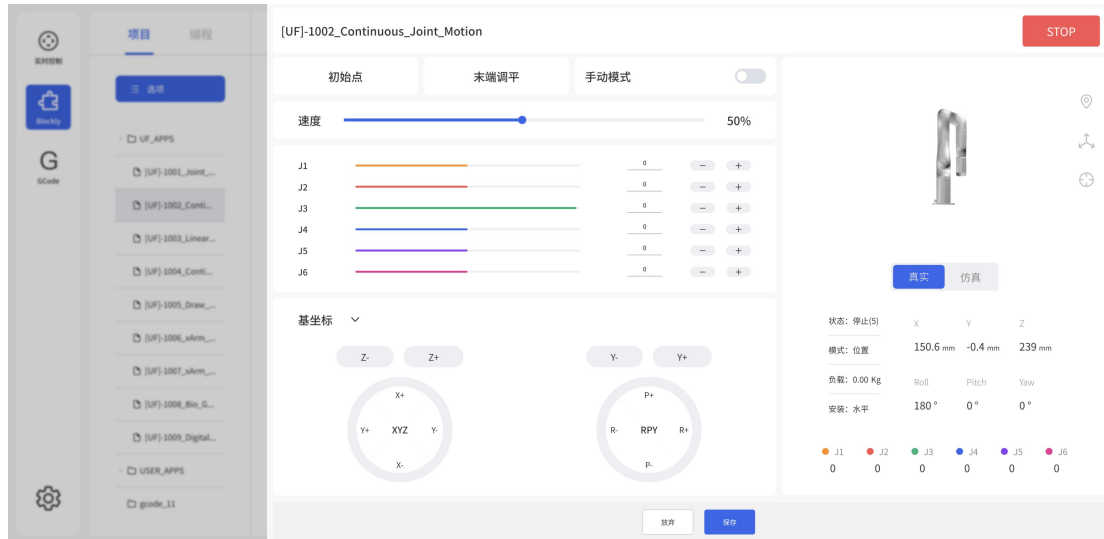 实时控制
Blockly
G
GCode
项目 编程
选项
UF_APPS
[UF]-1001_Joint_...
[UF]-1002_Conti...
[UF]-1003_Linear...
[UF]-1004_Conti...
[UF]-1005_Draw_...
[UF]-1006_xArm_...
[UF]-1007_xArm_...
[UF]-1008_Bio_G...
[UF]-1009_Digital...
USER_APPS
gcode_11
[UF]-1002_Continuous_Joint_Motion
STOP
初始点 末端调平 手动模式
速度 50%
J1 0 − +
J2 0 − +
J3 0 − +
J4 0 − +
J5 0 − +
J6 0 − +
基坐标
Z- Z+
X+
Y+ XYZ Y-
X-
Y- Y+
P+
R- RPY R+
P-
放弃 保存
真实 仿真
状态: 停止(5)
模式: 位置
负载: 0.00 Kg
安装: 水平
X Y Z
150.6 mm -0.4 mm 239 mm
Roll Pitch Yaw
180 ° 0 ° 0 °
J1 J2 J3 J4 J5 J6
0 0 0 0 0 0